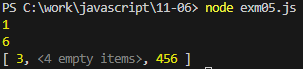 PS C:\work\javascript\11-06> node exm05.js
1
6
[ 3, <4 empty items>, 456 ]